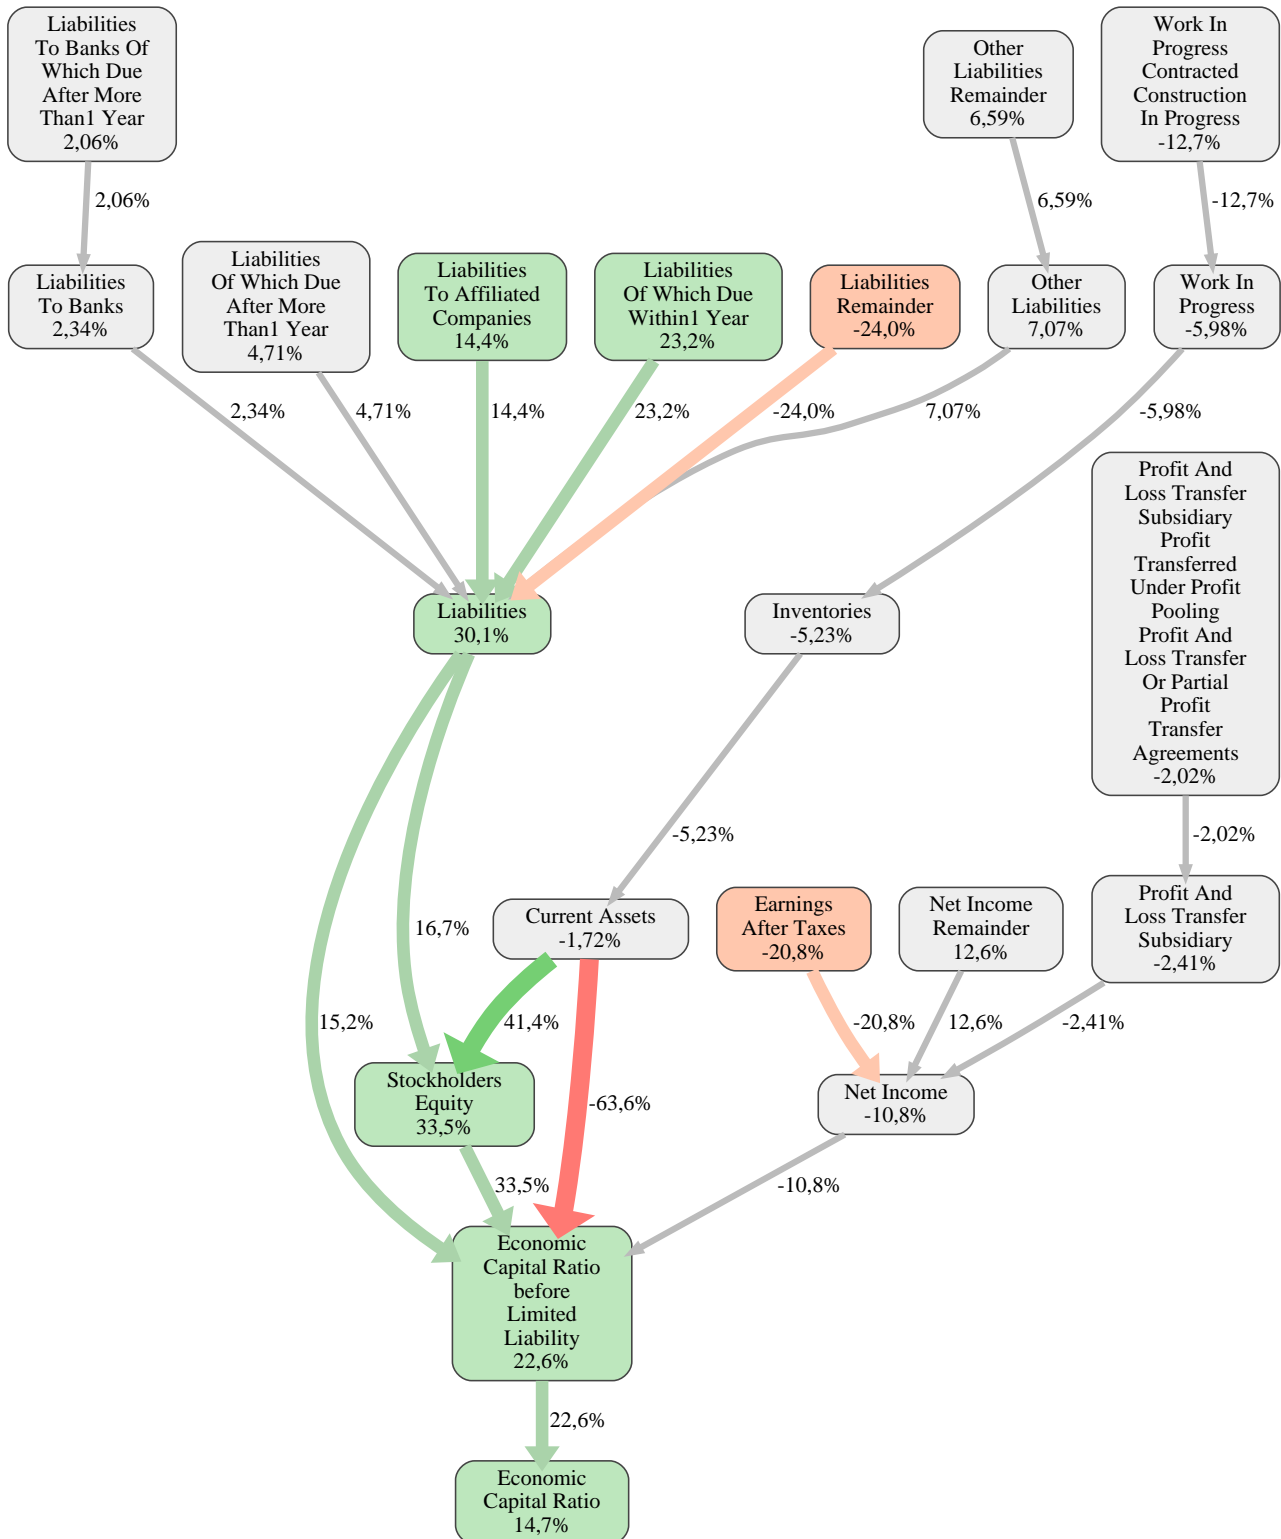 Liabilities
To Banks Of
Which Due
After More
Than1 Year
2,06%
Other
Liabilities
Remainder
6,59%
Work In
Progress
Contracted
Construction
In Progress
-12,7%
2,06%
6,59%
-12,7%
Liabilities
To Banks
2,34%
Liabilities
Of Which Due
After More
Than1 Year
4,71%
Liabilities
To Affiliated
Companies
14,4%
Liabilities
Of Which Due
Within1 Year
23,2%
Liabilities
Remainder
-24,0%
Other
Liabilities
7,07%
Work In
Progress
-5,98%
2,34%
4,71%
14,4%
23,2%
-24,0%
7,07%
-5,98%
Profit And
Loss Transfer
Subsidiary
Profit
Transferred
Under Profit
Pooling
Profit And
Loss Transfer
Or Partial
Profit
Transfer
Agreements
-2,02%
Liabilities
30,1%
Inventories
-5,23%
-5,23%
-2,02%
Current Assets
-1,72%
Earnings
After Taxes
-20,8%
Net Income
Remainder
12,6%
Profit And
Loss Transfer
Subsidiary
-2,41%
16,7%
15,2%
41,4%
-63,6%
-20,8%
12,6%
-2,41%
Stockholders
Equity
33,5%
Net Income
-10,8%
33,5%
-10,8%
Economic
Capital Ratio
before
Limited
Liability
22,6%
22,6%
Economic
Capital Ratio
14,7%